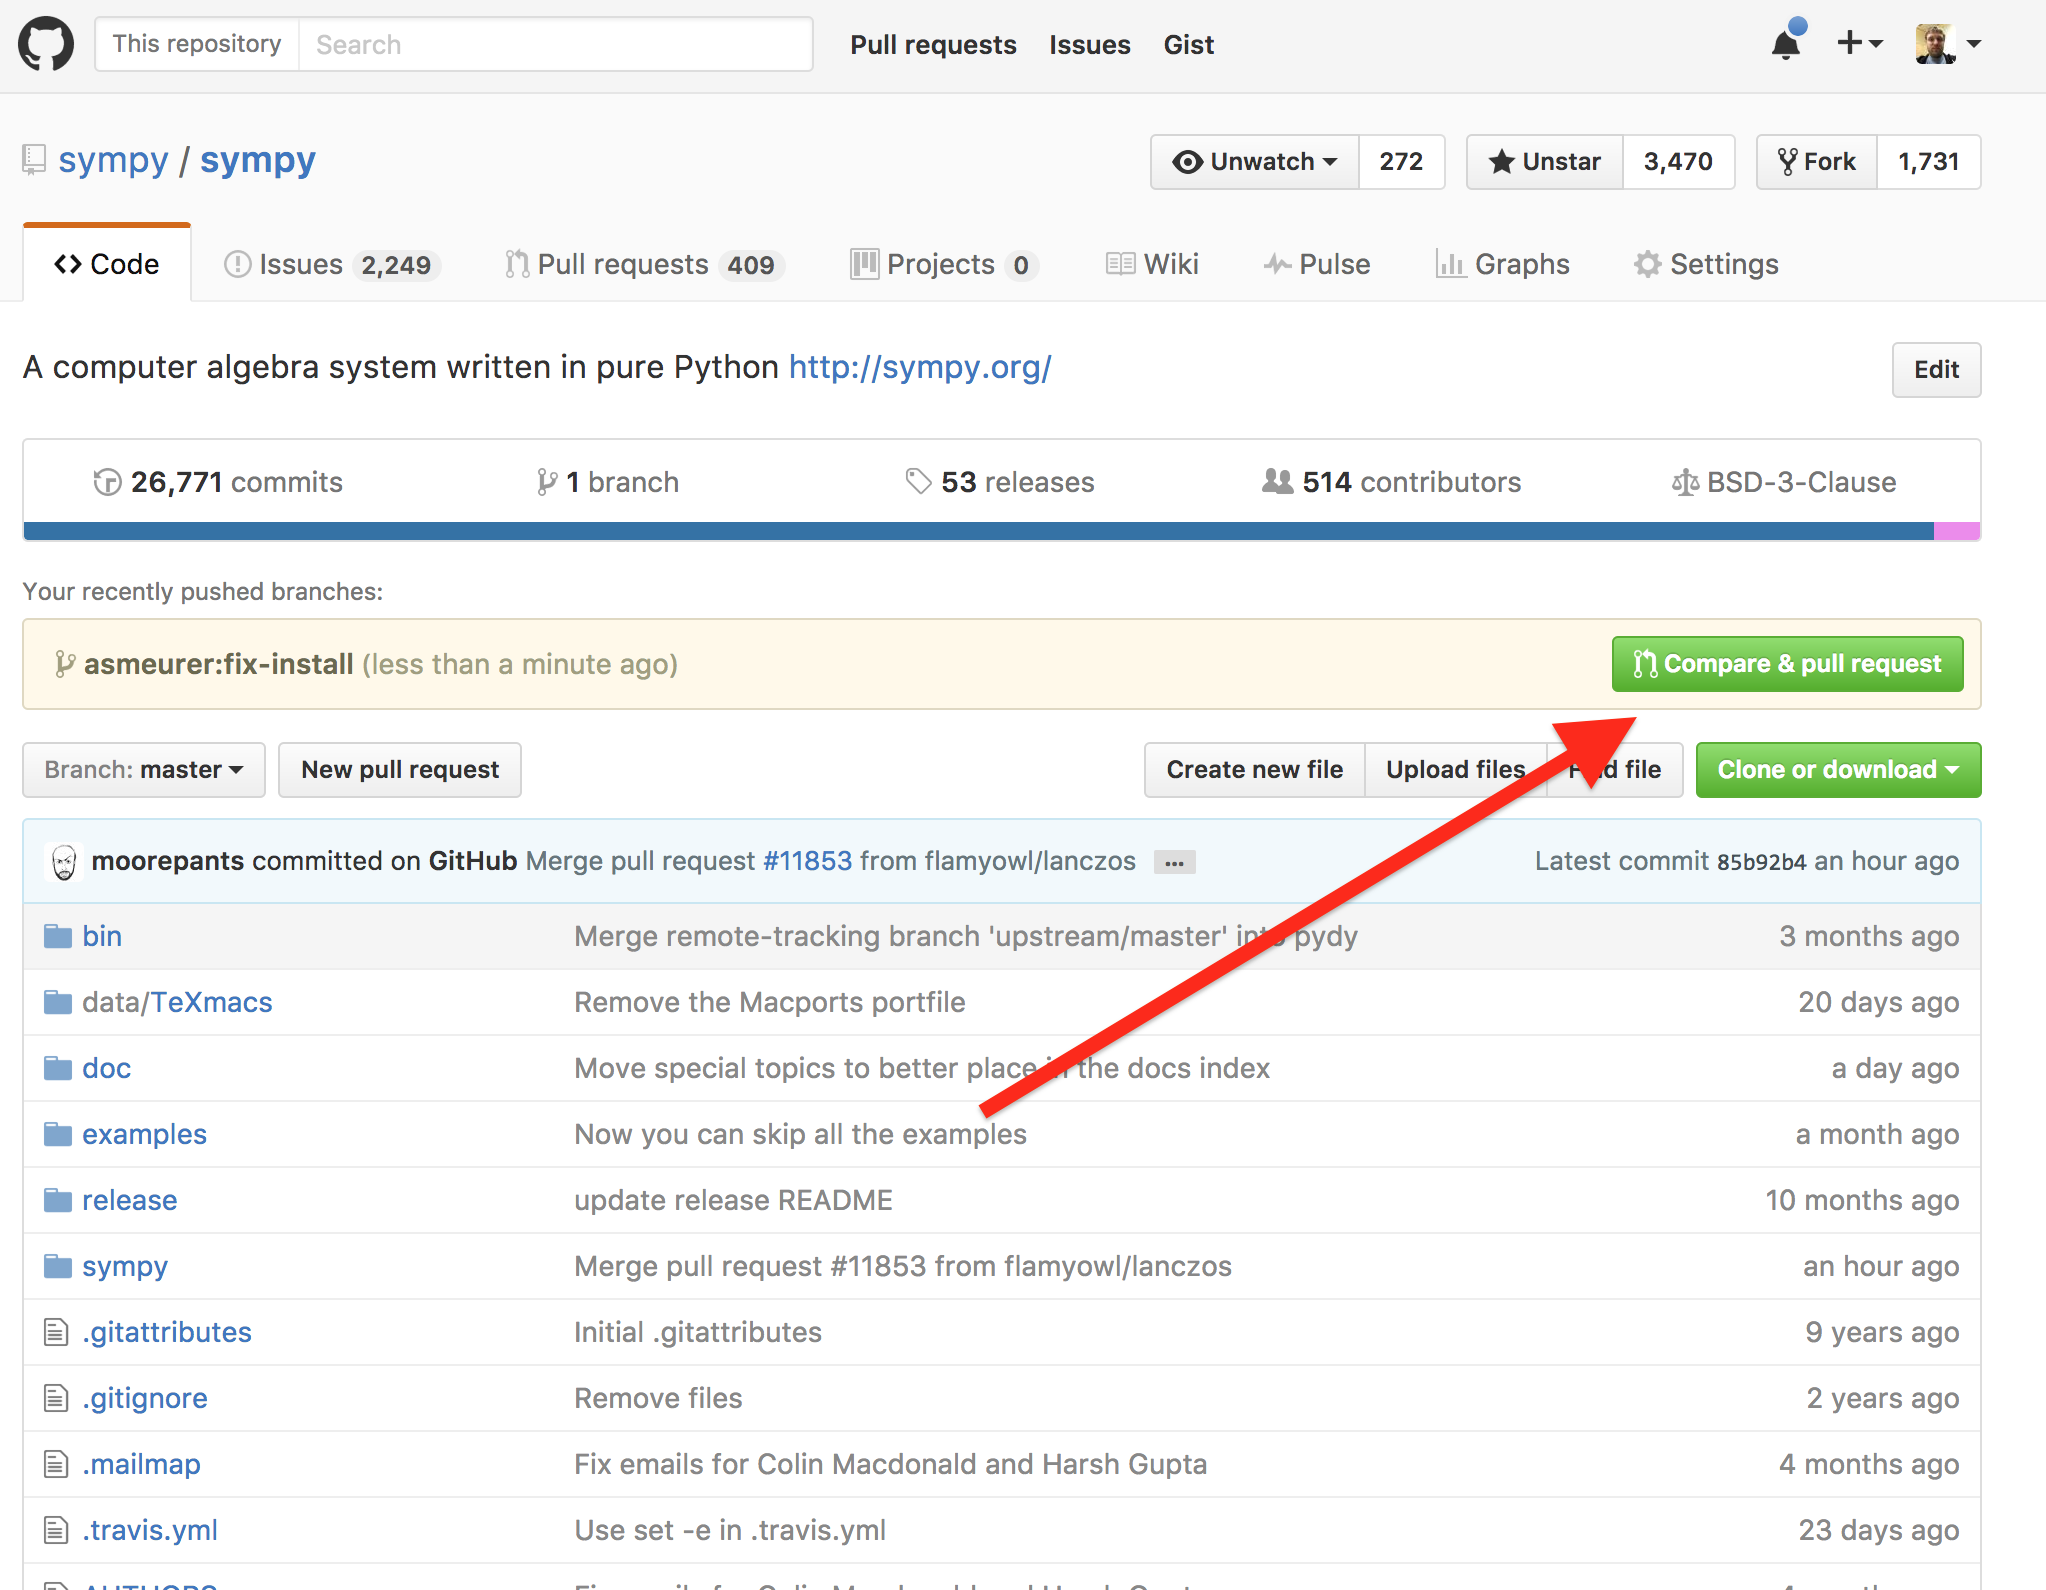 This repository Search Pull requests Issues Gist
sympy / sympy Unwatch 272 Unstar 3,470 Fork 1,731
Code Issues 2,249 Pull requests 409 Projects 0 Wiki Pulse Graphs Settings
A computer algebra system written in pure Python http://sympy.org/ Edit
26,771 commits 1 branch 53 releases 514 contributors BSD-3-Clause
Your recently pushed branches:
asmeurer:fix-install (less than a minute ago) Compare & pull request
Branch: master New pull request Create new file Upload files Find file Clone or download
moorepants committed on GitHub Merge pull request #11853 from flamyowl/lanczos ... Latest commit 85b92b4 an hour ago
bin Merge remote-tracking branch 'upstream/master' into pydy 3 months ago
data/TeXmacs Remove the Macports portfile 20 days ago
doc Move special topics to better place in the docs index a day ago
examples Now you can skip all the examples a month ago
release update release README 10 months ago
sympy Merge pull request #11853 from flamyowl/lanczos an hour ago
.gitattributes Initial .gitattributes 9 years ago
.gitignore Remove files 2 years ago
.mailmap Fix emails for Colin Macdonald and Harsh Gupta 4 months ago
.travis.yml Use set -e in .travis.yml 23 days ago